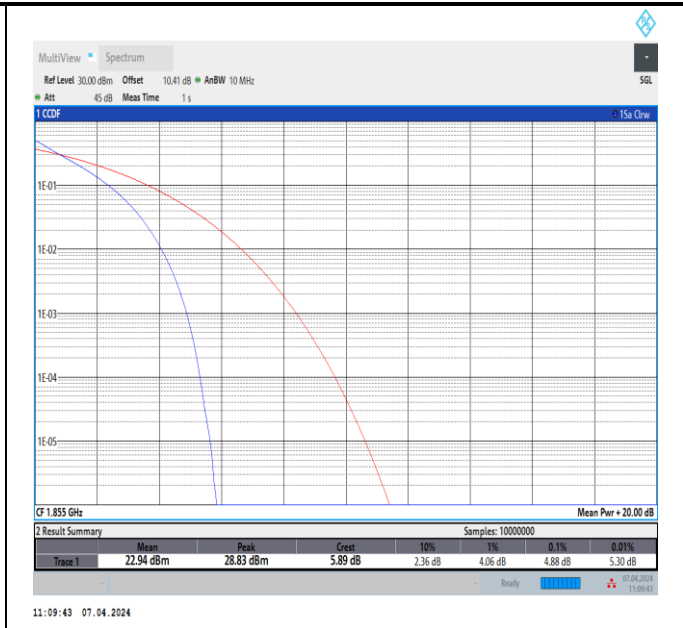 MultiView Spectrum
Ref Level 30.00 dBm Offset 10.41 dB AnBW 10 MHz SGL
Att 45 dB Meas Time 1 s
1 CCDF 1Sa Clrw
1E-01
1E-02
1E-03
1E-04
1E-05
CF 1.855 GHz Mean Pwr + 20.00 dB
2 Result Summary Samples: 10000000
Mean Peak Crest 10% 1% 0.1% 0.01%
Trace 1 22.94 dBm 28.83 dBm 5.89 dB 2.36 dB 4.06 dB 4.88 dB 5.30 dB
Ready 07.04.2024
11:09:43
11:09:43 07.04.2024